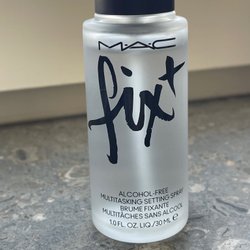 MAC
fix+
ALCOHOL-FREE
MULTITASKING SETTING SPRAY
BRUME FIXANTE
MULTITÂCHES SANS ALCOOL
1.0 FL. OZ. LIQ./30 ML ℮